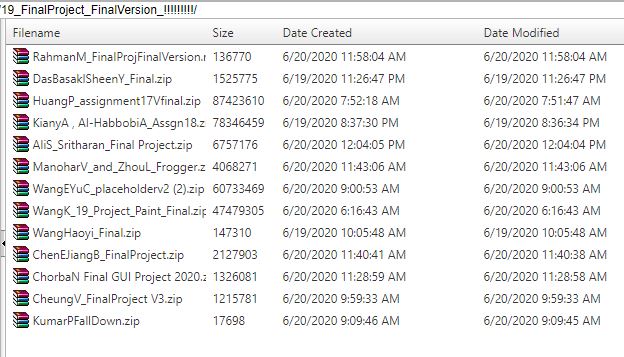 /19_FinalProject_FinalVersion_!!!!!!!!!/
Filename Size Date Created Date Modified
RahmanM_FinalProjFinalVersion.r 136770 6/20/2020 11:58:04 AM 6/20/2020 11:58:04 AM
DasBasakISheenY_Final.zip 1525775 6/19/2020 11:26:47 PM 6/19/2020 11:26:47 PM
HuangP_assignment17Vfinal.zip 87423610 6/20/2020 7:52:18 AM 6/20/2020 7:51:47 AM
KianyA , Al-HabbobiA_Assgn18.z 78346459 6/19/2020 8:37:30 PM 6/19/2020 8:36:34 PM
AliS_Sritharan_Final Project.zip 6757176 6/20/2020 12:04:05 PM 6/20/2020 12:04:04 PM
ManoharV_and_ZhouL_Frogger.z 4068271 6/20/2020 11:43:06 AM 6/20/2020 11:43:06 AM
WangEYuC_placeholderv2 (2).zip 60733469 6/20/2020 9:00:53 AM 6/20/2020 9:00:53 AM
WangK_19_Project_Paint_Final.z 47479305 6/20/2020 6:16:43 AM 6/20/2020 6:16:43 AM
WangHaoyi_Final.zip 147310 6/19/2020 10:05:48 AM 6/19/2020 10:05:48 AM
ChenEJiangB_FinalProject.zip 2127903 6/20/2020 11:40:41 AM 6/20/2020 11:40:38 AM
ChorbaN Final GUI Project 2020.z 1326081 6/20/2020 11:28:59 AM 6/20/2020 11:28:58 AM
CheungV_FinalProject V3.zip 1215781 6/20/2020 9:59:33 AM 6/20/2020 9:59:33 AM
KumarPFallDown.zip 17698 6/20/2020 9:09:46 AM 6/20/2020 9:09:45 AM